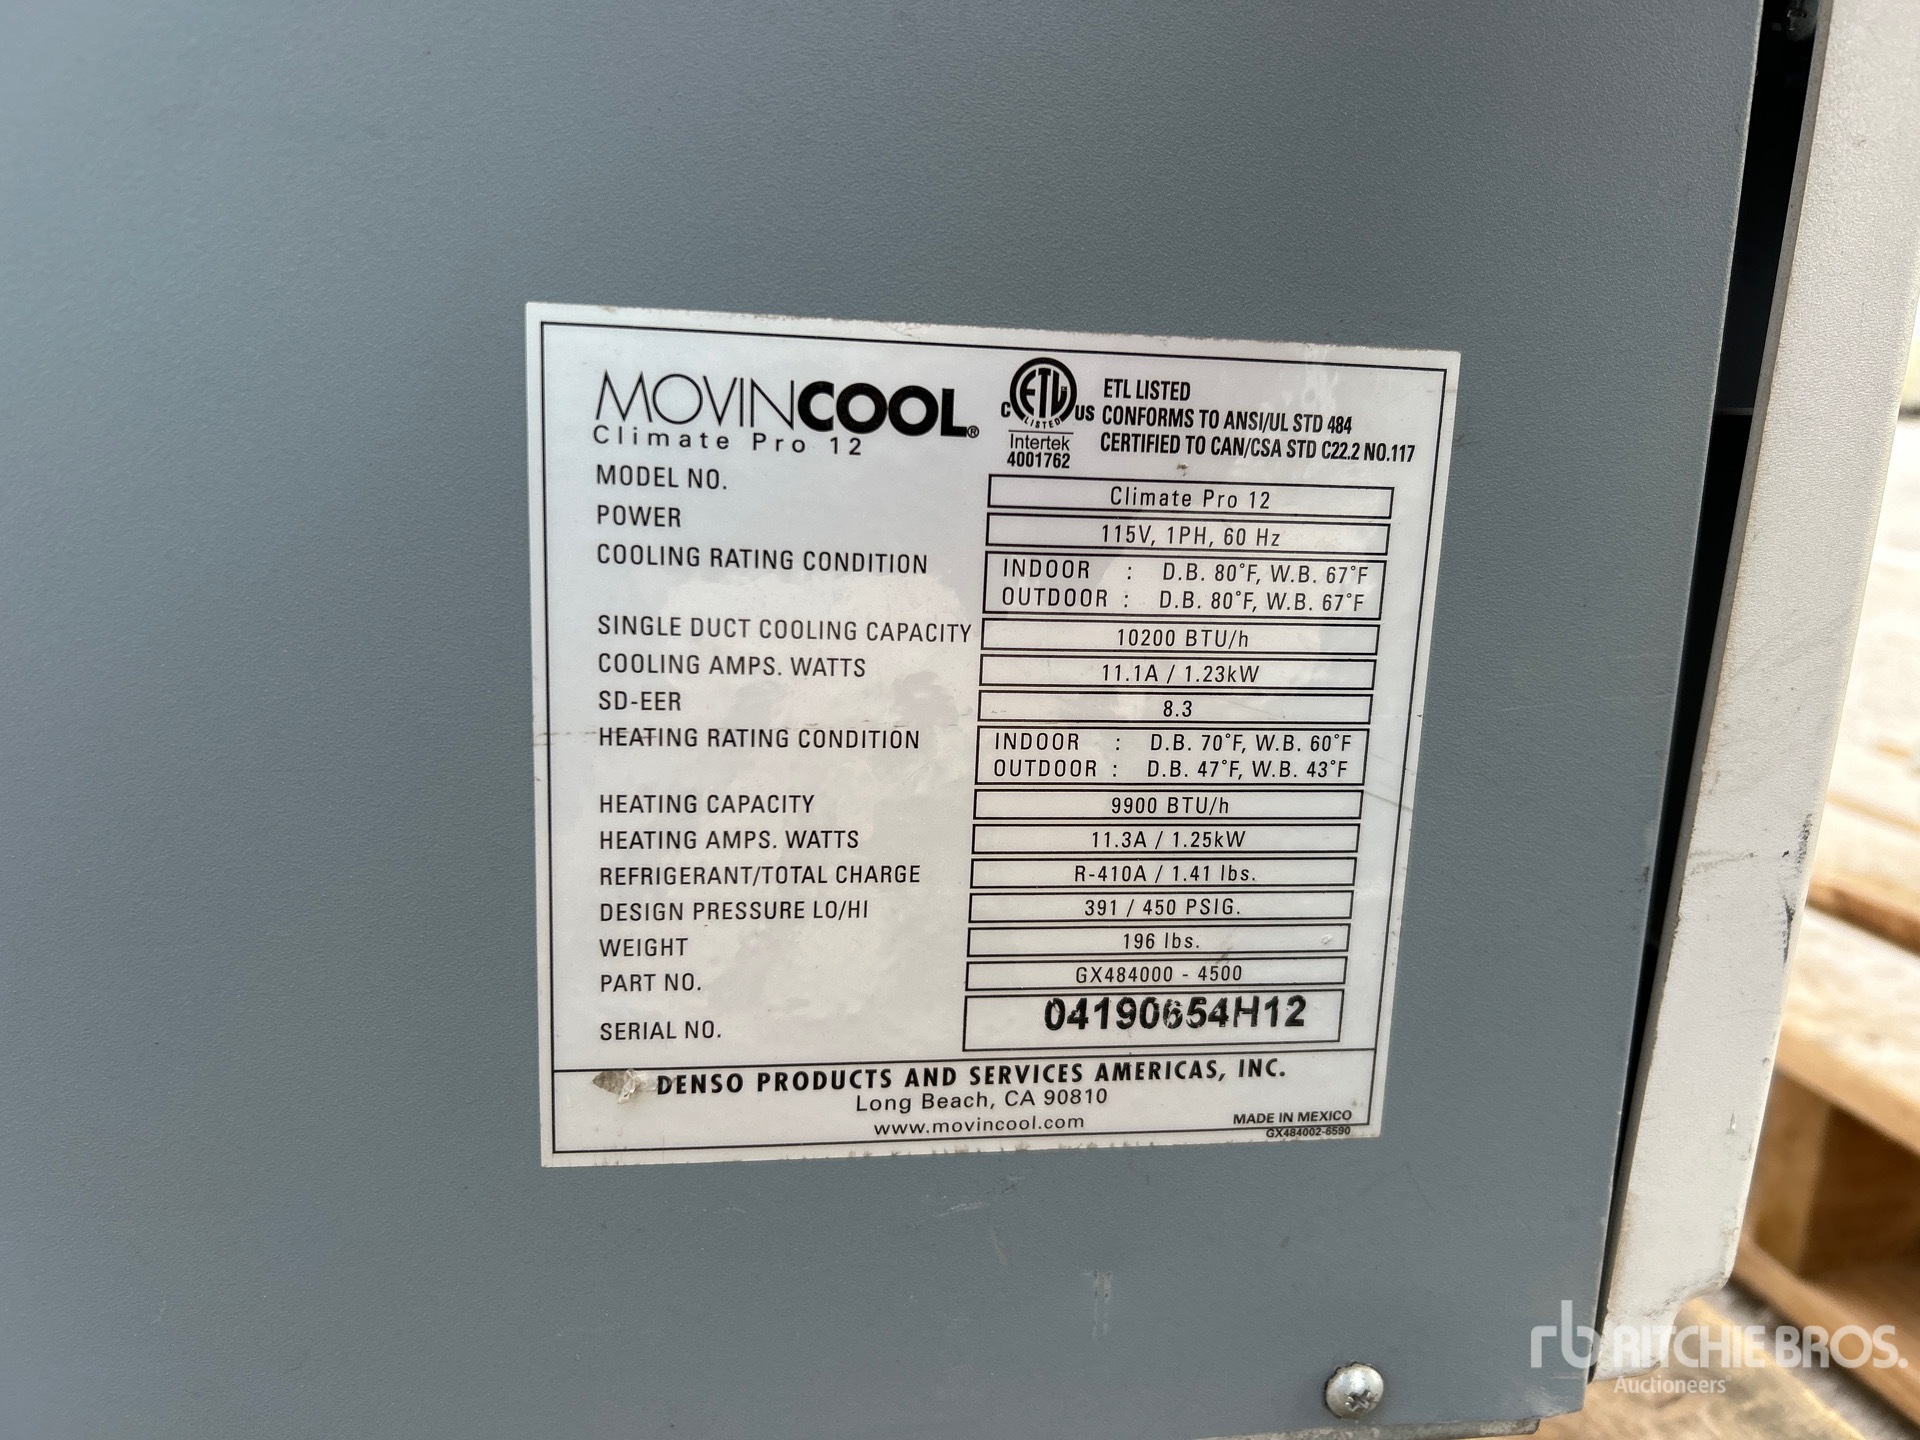 MOVINCOOL®
Climate Pro 12
C ETL US
LISTED
Intertek
4001762
ETL LISTED
CONFORMS TO ANSI/UL STD 484
CERTIFIED TO CAN/CSA STD C22.2 NO.117
MODEL NO. Climate Pro 12
POWER 115V, 1PH, 60 Hz
COOLING RATING CONDITION INDOOR : D.B. 80°F, W.B. 67°F
OUTDOOR : D.B. 80°F, W.B. 67°F
SINGLE DUCT COOLING CAPACITY 10200 BTU/h
COOLING AMPS. WATTS 11.1A / 1.23kW
SD-EER 8.3
HEATING RATING CONDITION INDOOR : D.B. 70°F, W.B. 60°F
OUTDOOR : D.B. 47°F, W.B. 43°F
HEATING CAPACITY 9900 BTU/h
HEATING AMPS. WATTS 11.3A / 1.25kW
REFRIGERANT/TOTAL CHARGE R-410A / 1.41 lbs.
DESIGN PRESSURE LO/HI 391 / 450 PSIG.
WEIGHT 196 lbs.
PART NO. GX484000 - 4500
SERIAL NO. 04190654H12
DENSO PRODUCTS AND SERVICES AMERICAS, INC.
Long Beach, CA 90810
www.movincool.com
MADE IN MEXICO
GX484002-6590
rb RITCHIE BROS.
Auctioneers